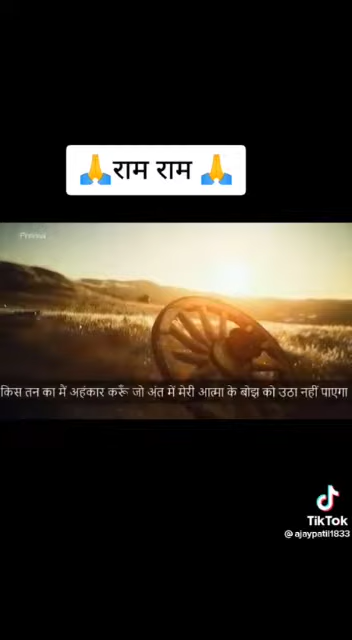 🙏राम राम 🙏
किस तन का मैं अहंकार करूँ जो अंत में मेरी आत्मा के बोझ को उठा नहीं पाएगा
TikTok
@ajaypatil1833